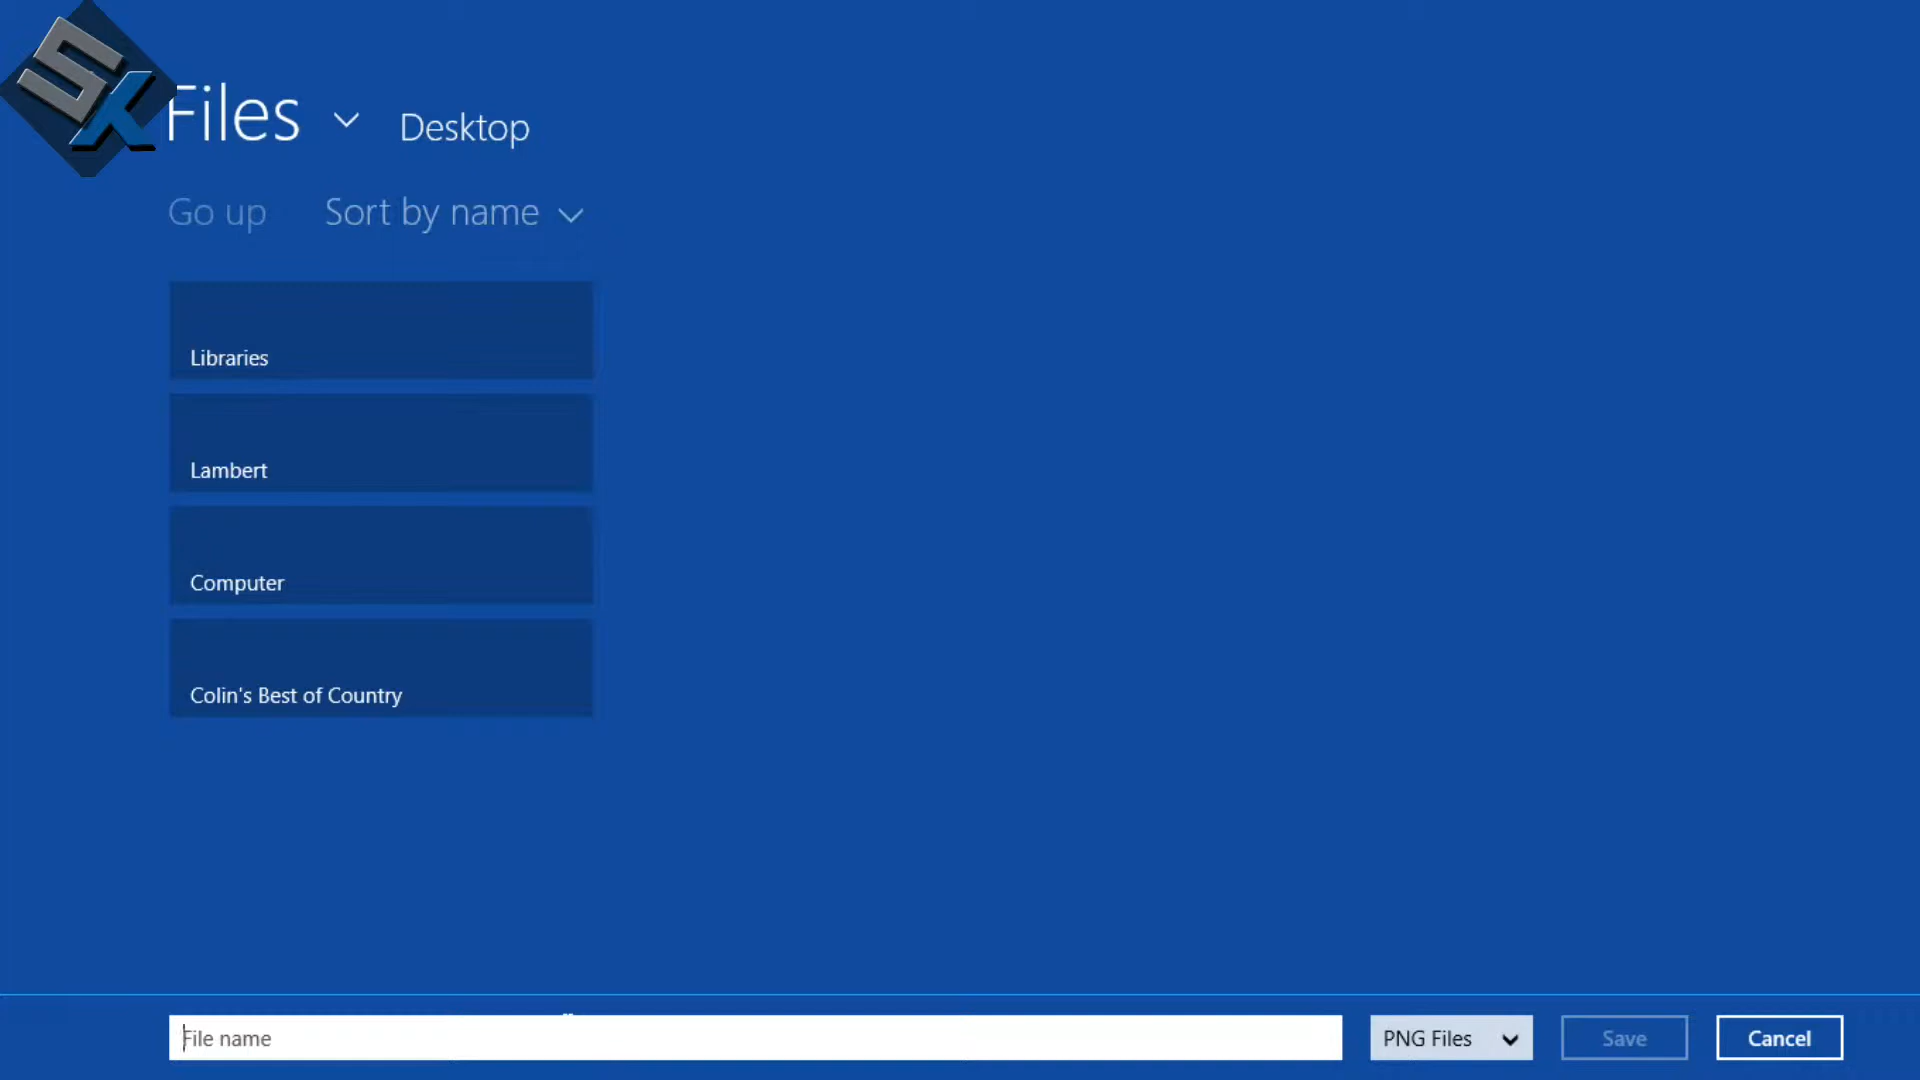 SX
Files
Desktop
Go up
Sort by name
Libraries
Lambert
Computer
Colin's Best of Country
File name
PNG Files
Save
Cancel